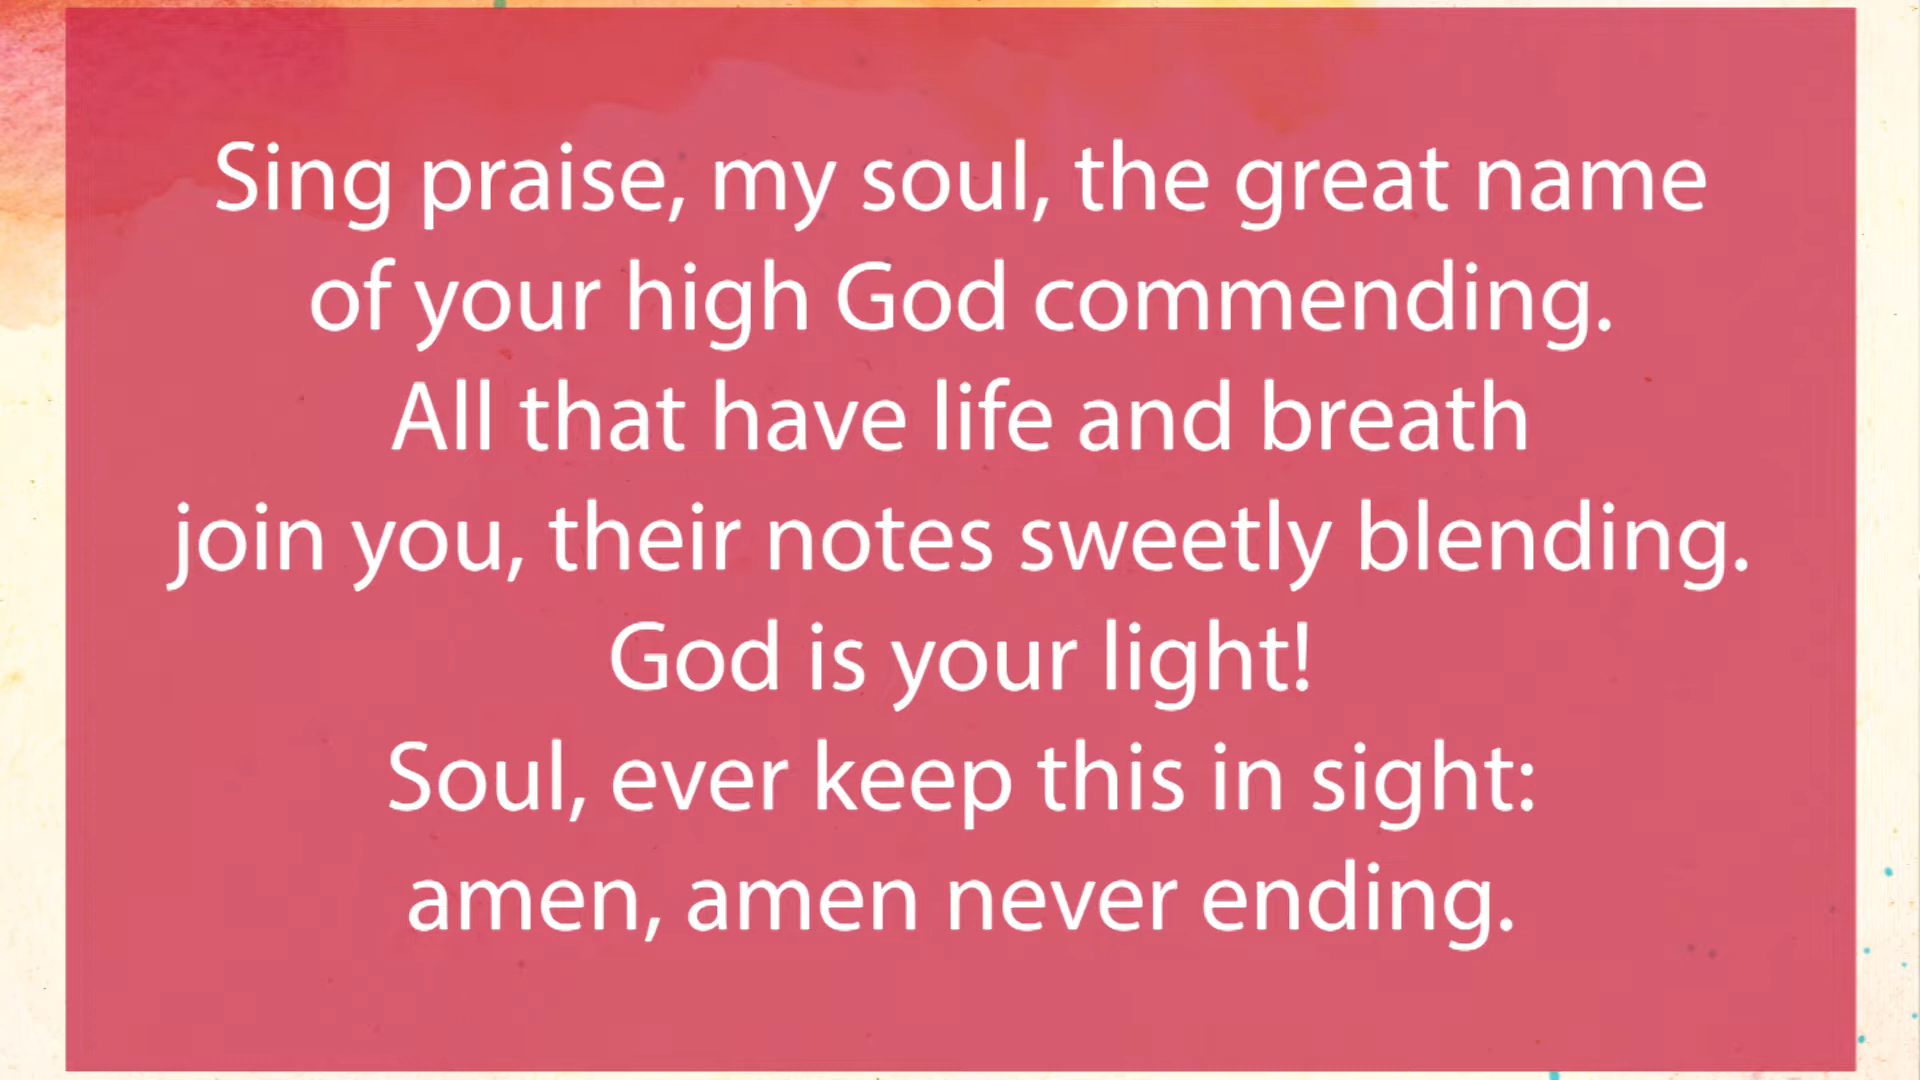 Sing praise, my soul, the great name
of your high God commending.
All that have life and breath
join you, their notes sweetly blending.
God is your light!
Soul, ever keep this in sight:
amen, amen never ending.